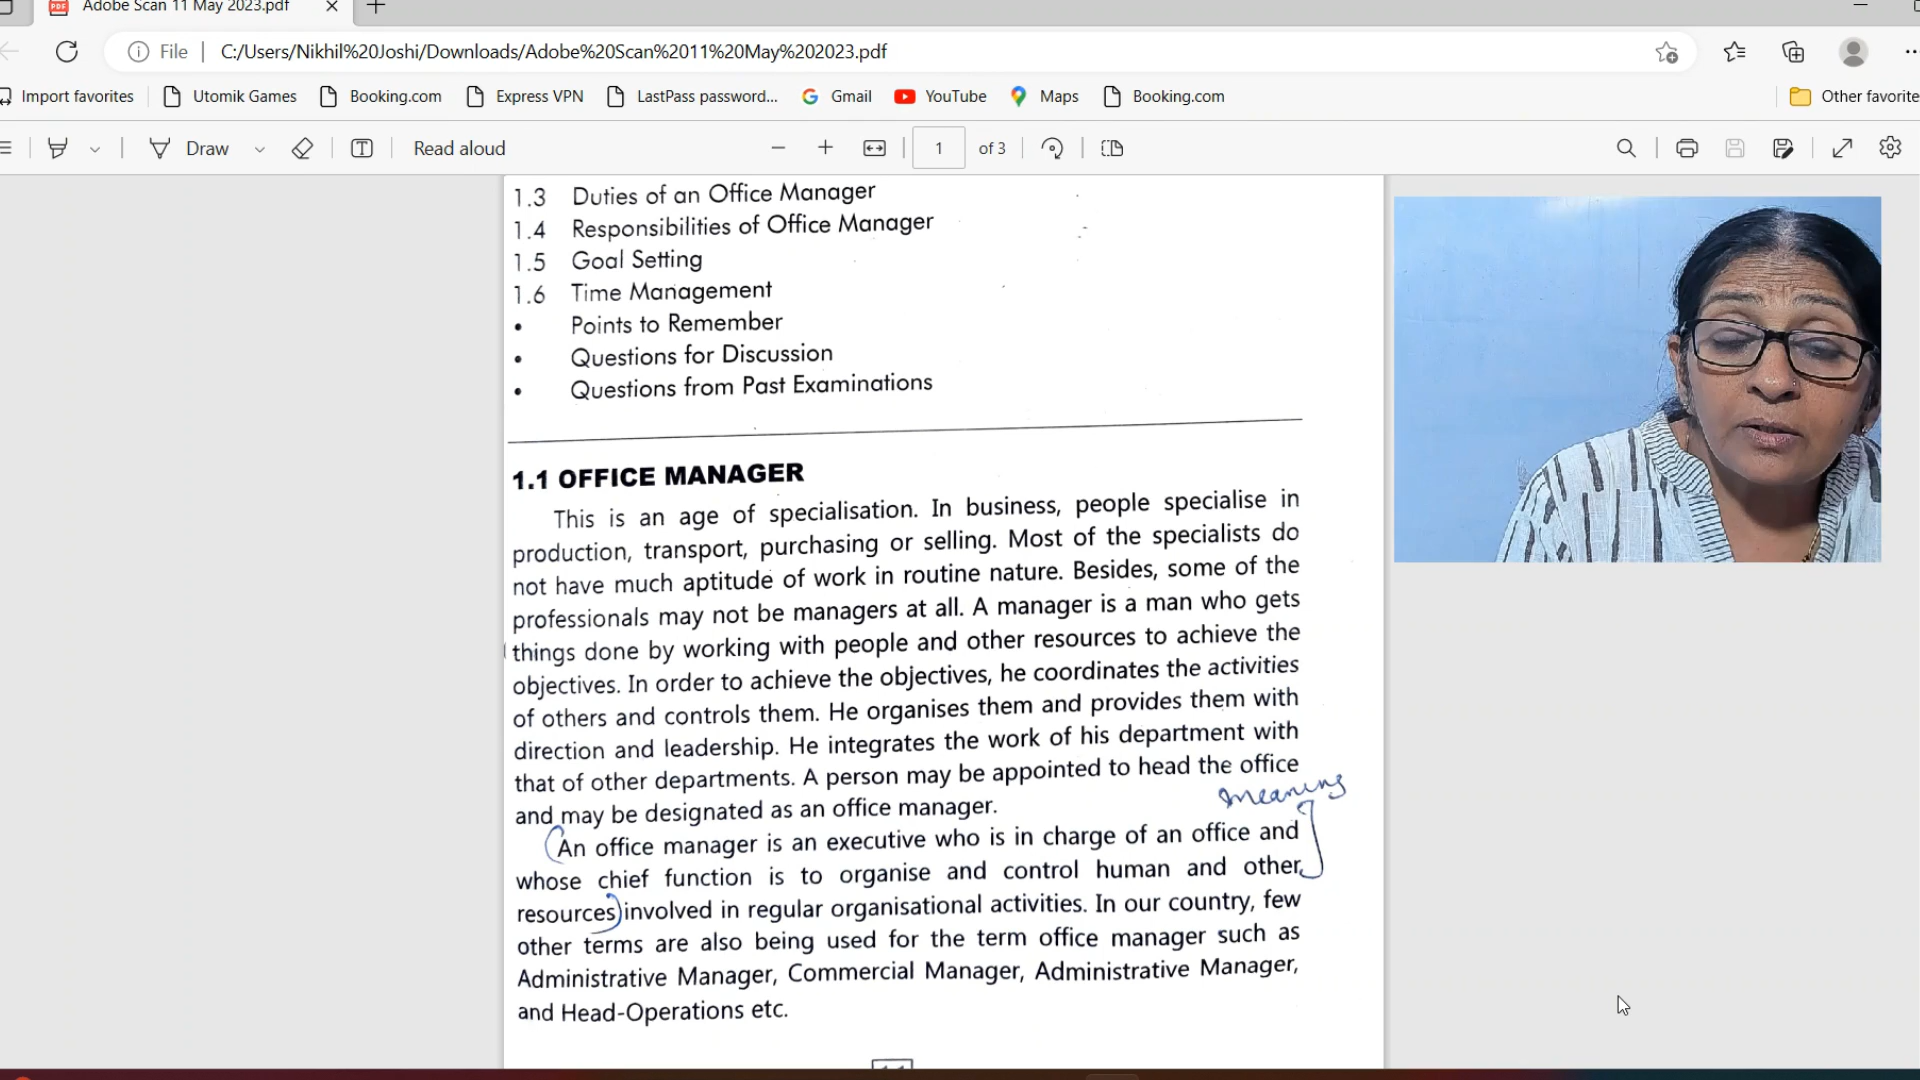 Adobe Scan 11 May 2023.pdf
File
C:/Users/Nikhil%20Joshi/Downloads/Adobe%20Scan%2011%20May%202023.pdf
Import favorites
Utomik Games
Booking.com
Express VPN
LastPass password...
Gmail
YouTube
Maps
Booking.com
Other favorite
Draw
Read aloud
1
of 3
1.3 Duties of an Office Manager
1.4 Responsibilities of Office Manager
1.5 Goal Setting
1.6 Time Management
• Points to Remember
• Questions for Discussion
• Questions from Past Examinations
1.1 OFFICE MANAGER
This is an age of specialisation. In business, people specialise in
production, transport, purchasing or selling. Most of the specialists do
not have much aptitude of work in routine nature. Besides, some of the
professionals may not be managers at all. A manager is a man who gets
things done by working with people and other resources to achieve the
objectives. In order to achieve the objectives, he coordinates the activities
of others and controls them. He organises them and provides them with
direction and leadership. He integrates the work of his department with
that of other departments. A person may be appointed to head the office
meaning
and may be designated as an office manager.
An office manager is an executive who is in charge of an office and
whose chief function is to organise and control human and other
resources involved in regular organisational activities. In our country, few
other terms are also being used for the term office manager such as
Administrative Manager, Commercial Manager, Administrative Manager,
and Head-Operations etc.